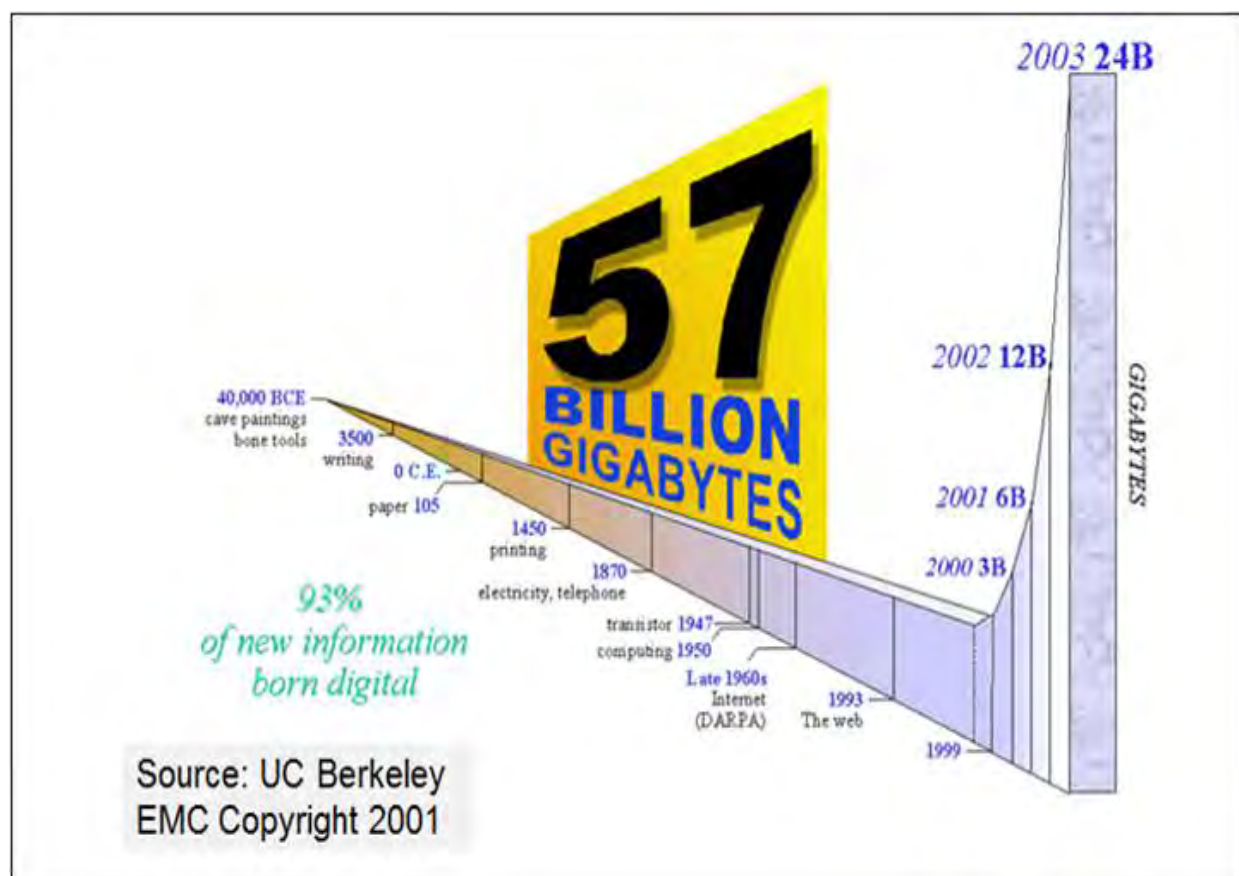 2003 24B
57
BILLION
GIGABYTES
2002 12B
GIGABYTES
40,000 BCE
cave paintings
bone tools
3500
writing
0 C.E.
paper 105
2001 6B
1450
printing
2000 3B
1870
electricity, telephone
93%
of new information
born digital
transistor 1947
computing 1950
Late 1960s
Internet
(DARPA)
1993
The web
1999
Source: UC Berkeley
EMC Copyright 2001